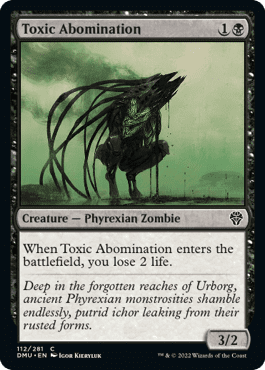 Toxic Abomination 1
Creature — Phyrexian Zombie
When Toxic Abomination enters the
battlefield, you lose 2 life.
Deep in the forgotten reaches of Urborg,
ancient Phyrexian monstrosities shamble
endlessly, putrid ichor leaking from their
rusted forms.
3/2
112/281 C
DMU • EN IGOR KIERYLUK ™ & © 2022 Wizards of the Coast